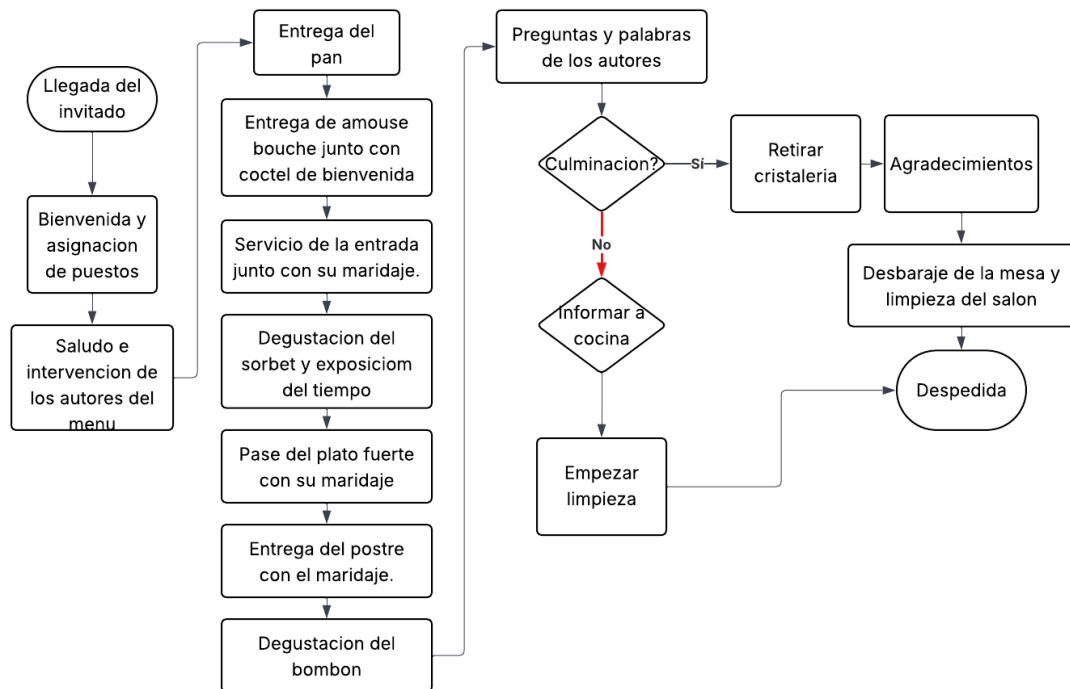 Llegada del
invitado
Bienvenida y
asignacion
de puestos
Saludo e
intervencion de
los autores del
menu
Entrega del
pan
Entrega de amouse
bouche junto con
coctel de bienvenida
Servicio de la entrada
junto con su maridaje.
Degustacion del
sorbet y exposiciom
del tiempo
Pase del plato fuerte
con su maridaje
Entrega del postre
con el maridaje.
Degustacion del
bombon
Preguntas y palabras
de los autores
Culminacion?
Sí
No
Informar a
cocina
Empezar
limpieza
Retirar
cristaleria
Agradecimientos
Desbaraje de la mesa y
limpieza del salon
Despedida